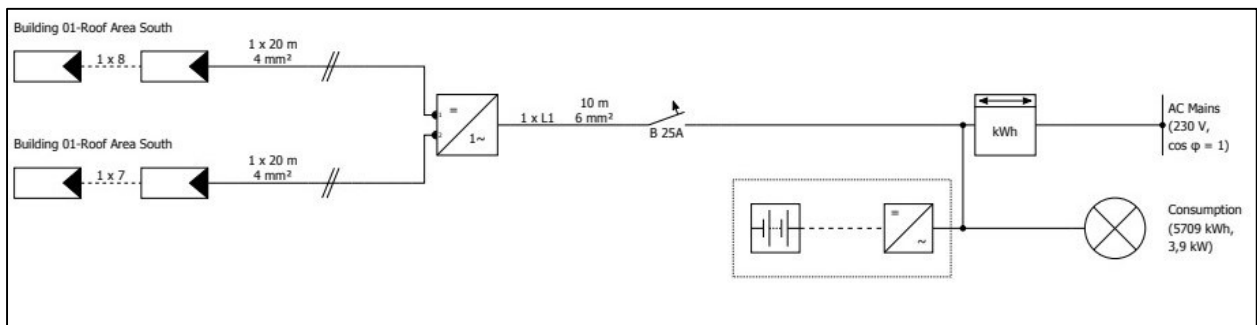 Building 01-Roof Area South
1 x 8
1 x 20 m
4 mm²
=
1
2
1~
1 x L1
10 m
6 mm²
B 25A
kWh
AC Mains
(230 V,
cos φ = 1)
Building 01-Roof Area South
1 x 7
1 x 20 m
4 mm²
=
~
Consumption
(5709 kWh,
3,9 kW)